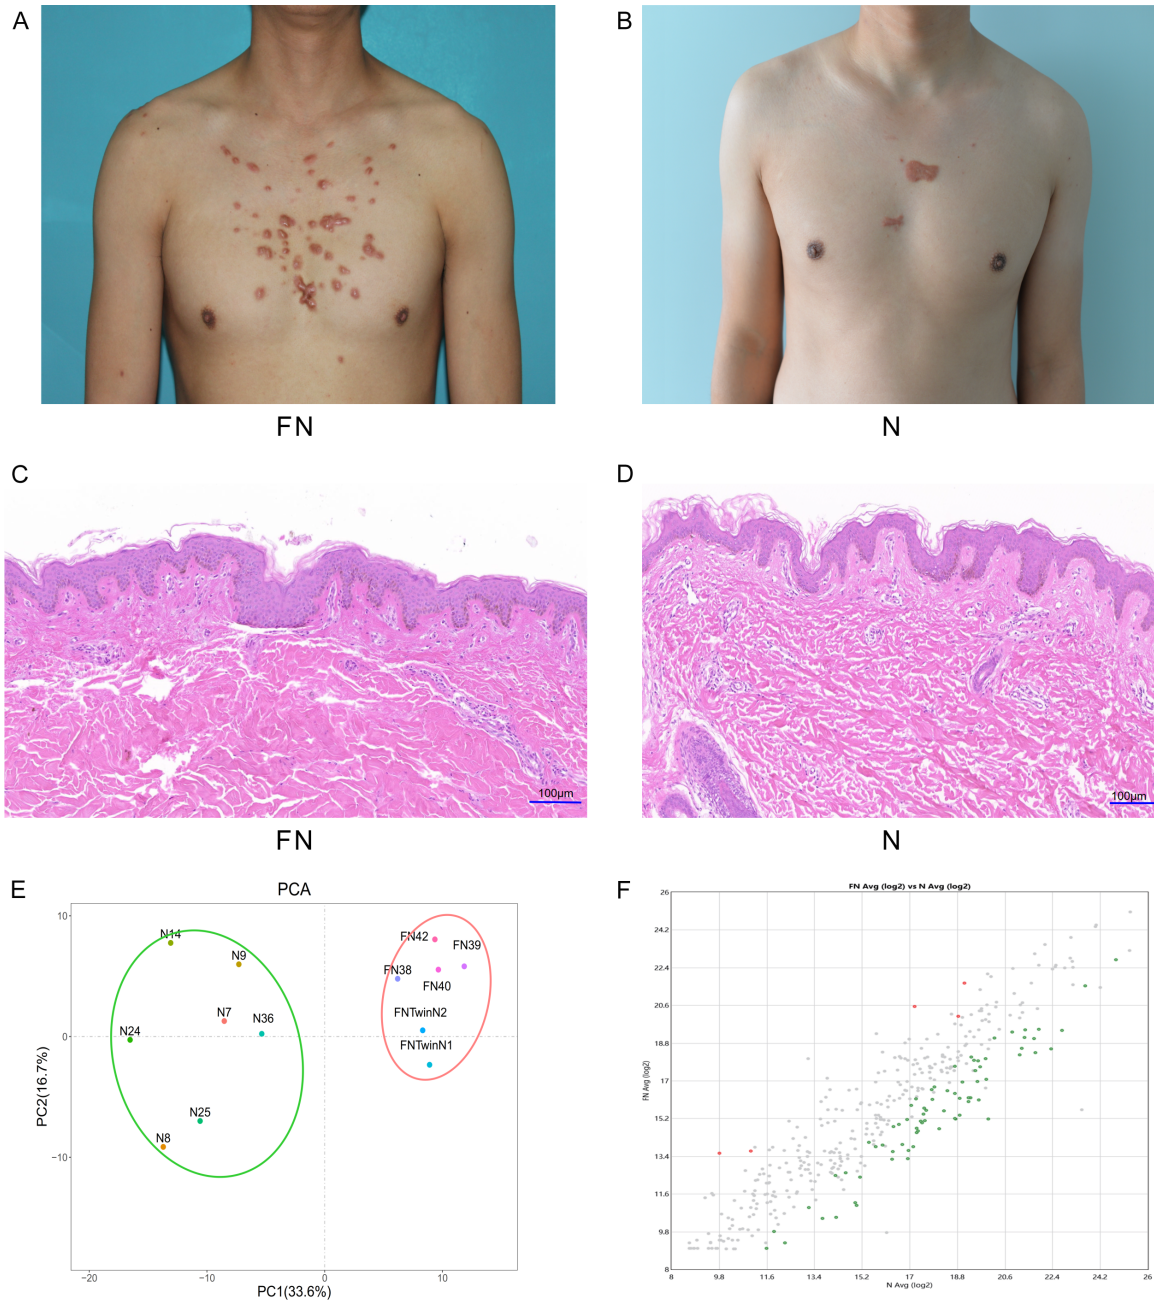 A
B
FN
N
C
D
100μm
100μm
FN
N
E
PCA
10
0
−10
−20
−10
0
10
PC1(33.6%)
PC2(16.7%)
N14
N9
N7
N36
N24
N25
N8
FN42
FN39
FN38
FN40
FNTwinN2
FNTwinN1
F
FN Avg (log2) vs N Avg (log2)
26
24.2
22.4
20.6
18.8
17
15.2
13.4
11.6
9.8
8
8
9.8
11.6
13.4
15.2
17
18.8
20.6
22.4
24.2
26
N Avg (log2)
FN Avg (log2)